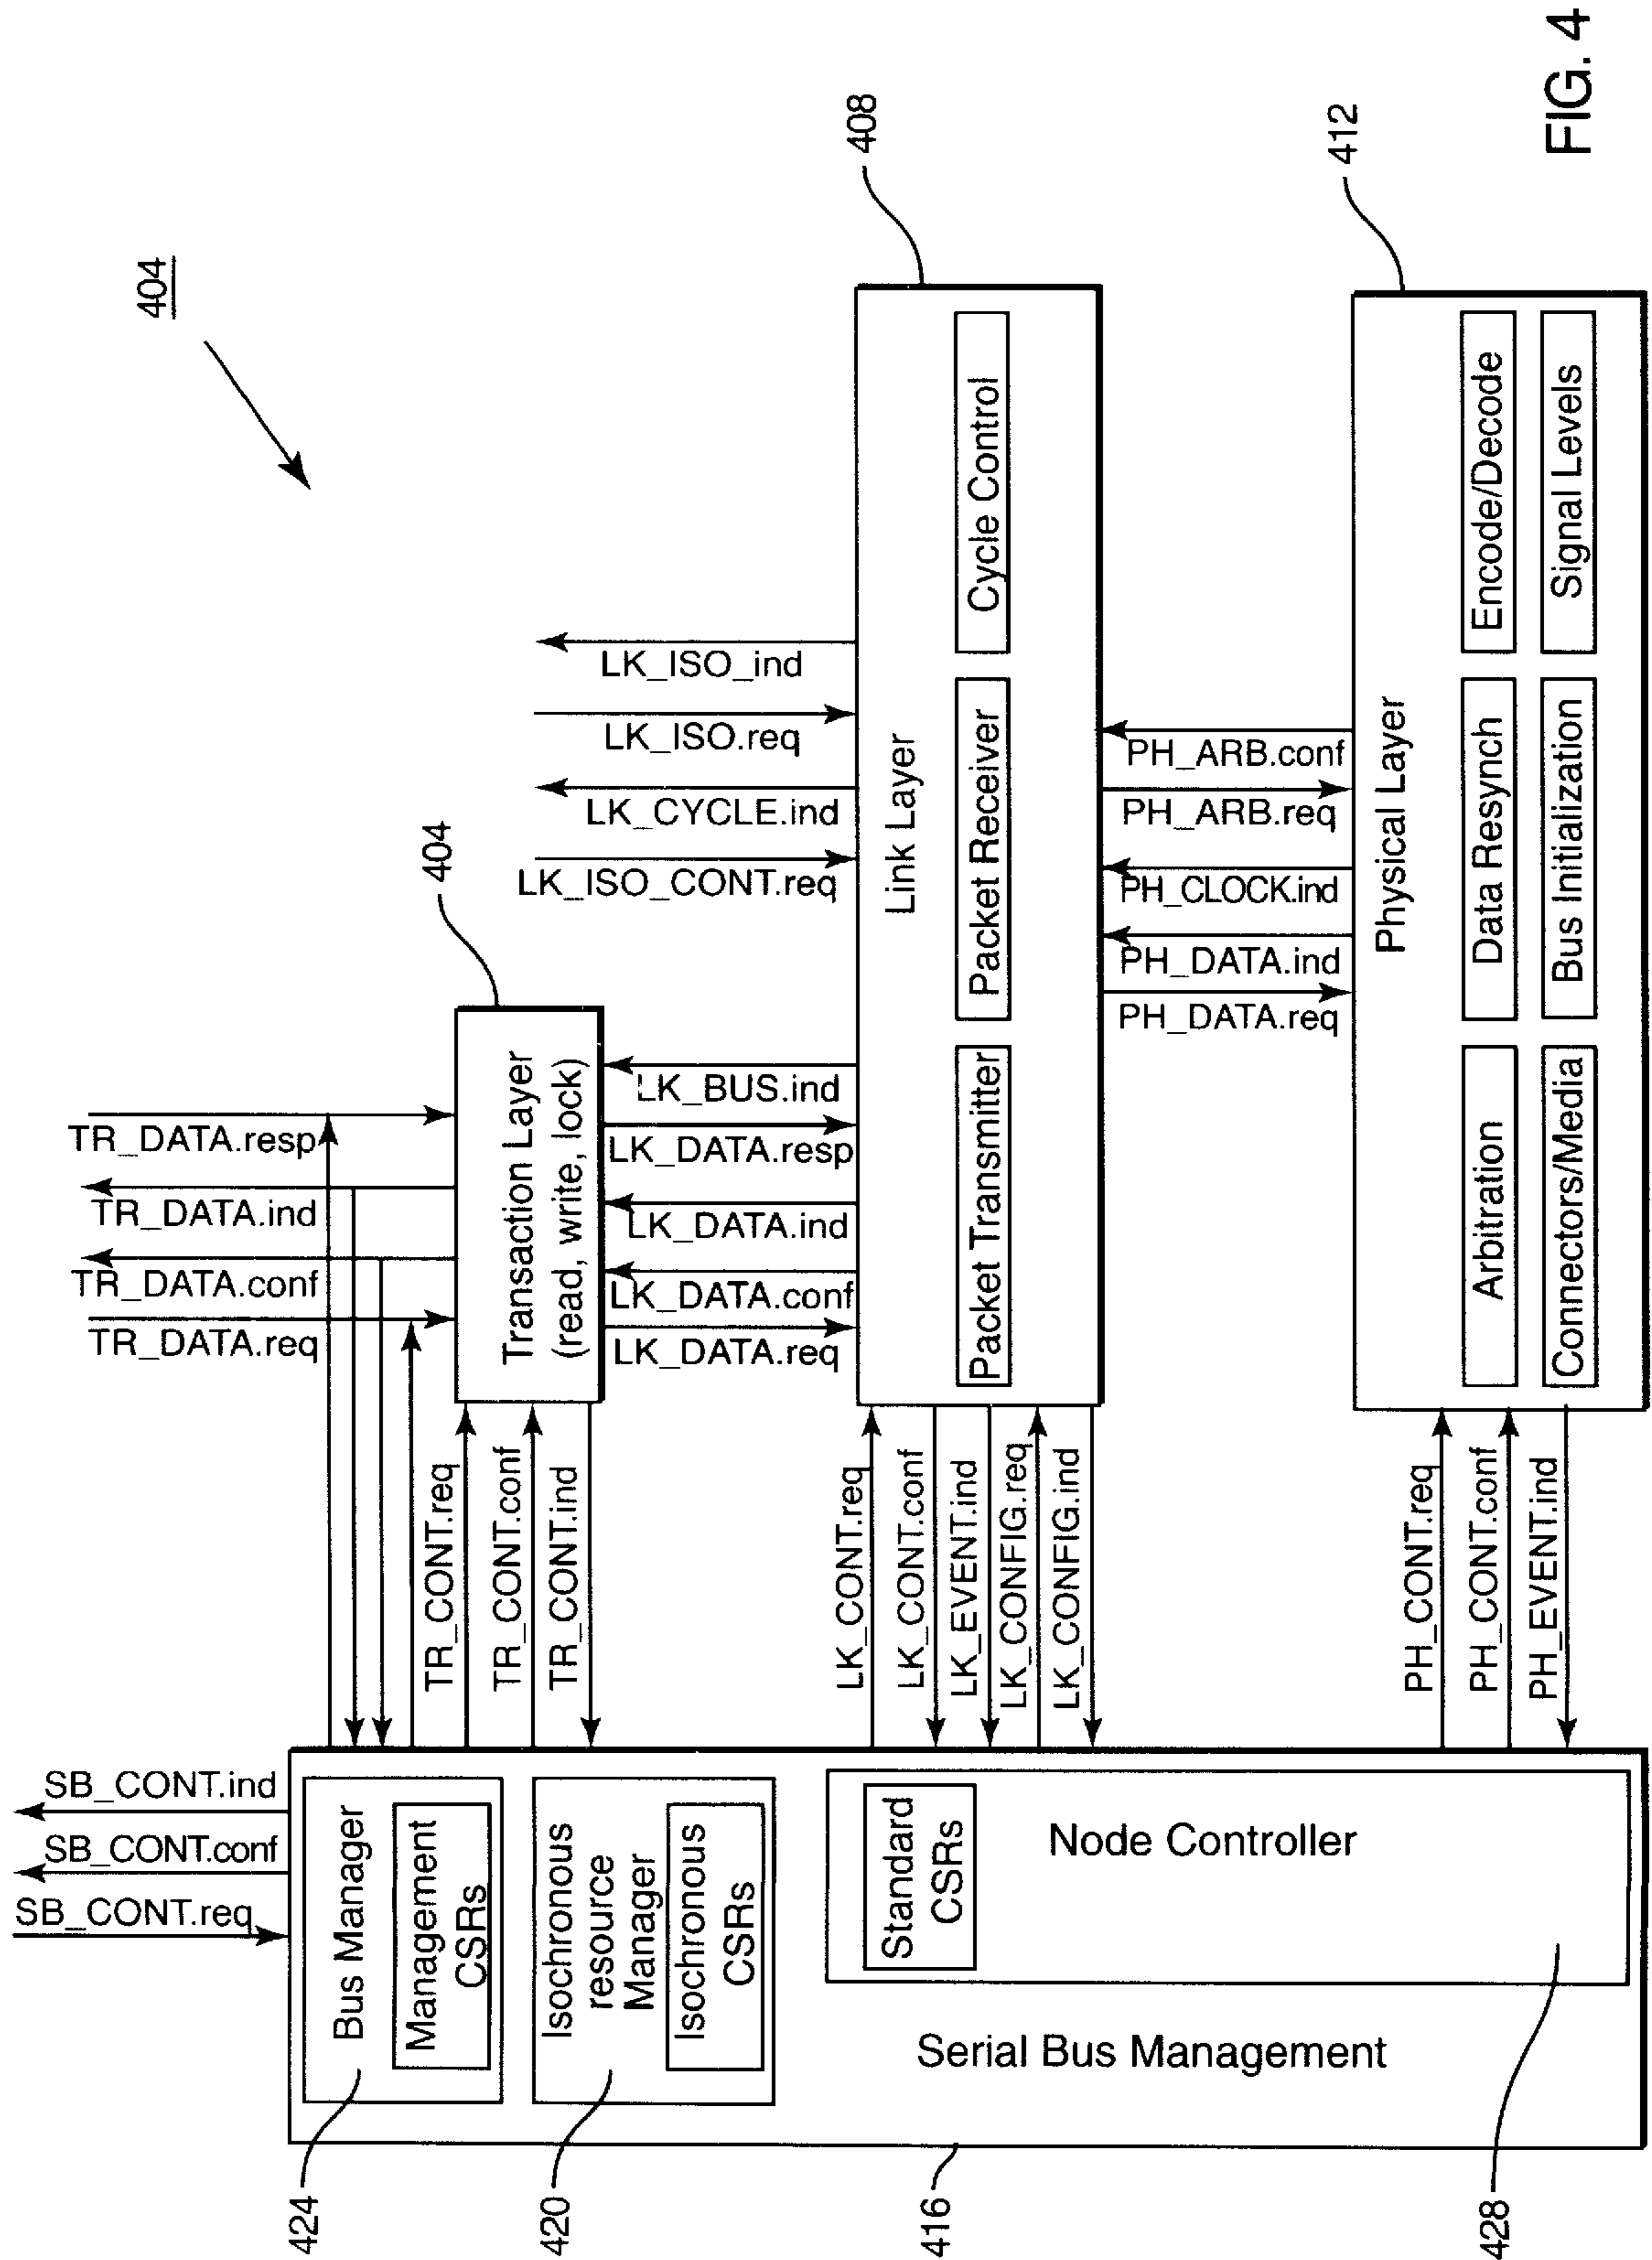 404
SB_CONT.req
SB_CONT.conf
SB_CONT.ind
TR_DATA.req
TR_DATA.conf
TR_DATA.ind
TR_DATA.resp
424
Bus Manager
Management
CSRs
420
Isochronous
resource
Manager
Isochronous
CSRs
TR_CONT.req
TR_CONT.conf
TR_CONT.ind
404
Transaction Layer
(read, write, lock)
LK_DATA.req
LK_DATA.conf
LK_DATA.ind
LK_DATA.resp
LK_BUS.ind
LK_ISO_CONT.req
LK_CYCLE.ind
LK_ISO.req
LK_ISO_ind
408
416
Serial Bus Management
Standard
CSRs
Node Controller
428
LK_CONT.req
LK_CONT.conf
LK_EVENT.ind
LK_CONFIG.req
LK_CONFIG.ind
Link Layer
Packet Transmitter
Packet Receiver
Cycle Control
PH_DATA.req
PH_DATA.ind
PH_CLOCK.ind
PH_ARB.req
PH_ARB.conf
412
PH_CONT.req
PH_CONT.conf
PH_EVENT.ind
Physical Layer
Arbitration
Data Resynch
Encode/Decode
Connectors/Media
Bus Initialization
Signal Levels
FIG. 4